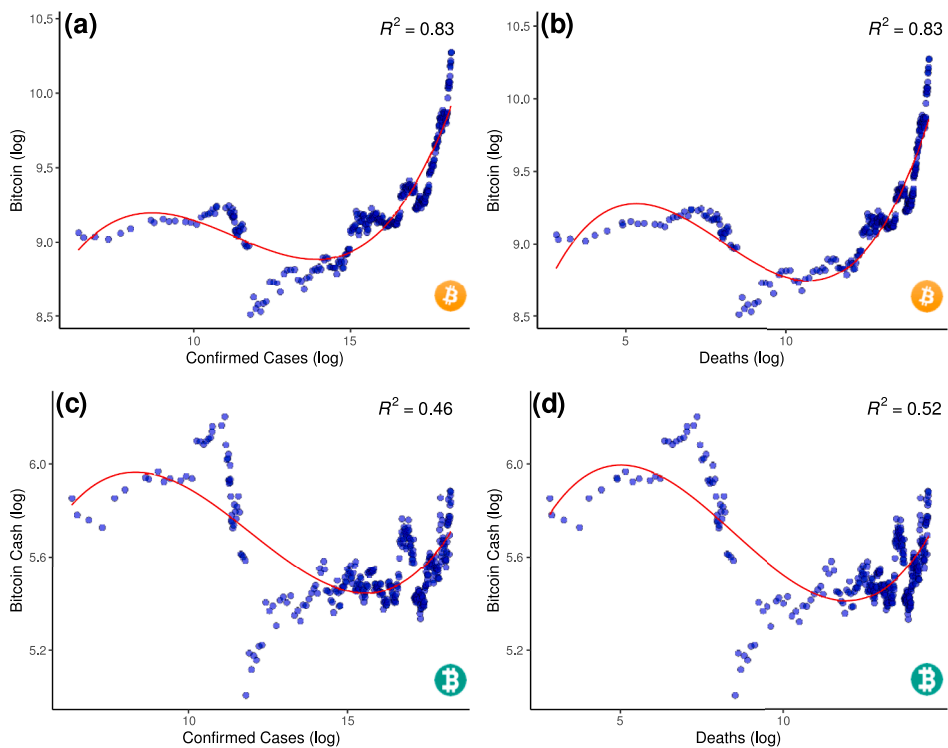 (a)
R² = 0.83
10.5
10.0
9.5
9.0
8.5
Bitcoin (log)
10
15
Confirmed Cases (log)
(b)
R² = 0.83
10.5
10.0
9.5
9.0
8.5
Bitcoin (log)
5
10
Deaths (log)
(c)
R² = 0.46
6.0
5.6
5.2
Bitcoin Cash (log)
10
15
Confirmed Cases (log)
(d)
R² = 0.52
6.0
5.6
5.2
Bitcoin Cash (log)
5
10
Deaths (log)